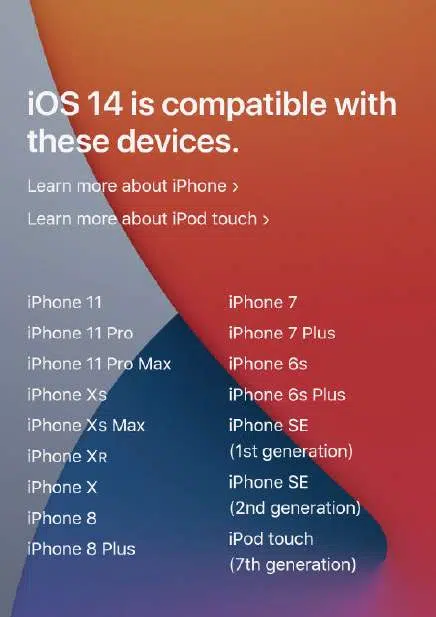 iOS 14 is compatible with
these devices.
Learn more about iPhone >
Learn more about iPod touch >
iPhone 11
iPhone 11 Pro
iPhone 11 Pro Max
iPhone Xs
iPhone Xs Max
iPhone XR
iPhone X
iPhone 8
iPhone 8 Plus
iPhone 7
iPhone 7 Plus
iPhone 6s
iPhone 6s Plus
iPhone SE
(1st generation)
iPhone SE
(2nd generation)
iPod touch
(7th generation)